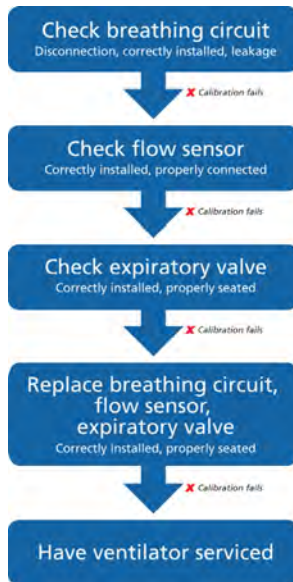 Check breathing circuit
Disconnection, correctly installed, leakage
✗ Calibration fails
Check flow sensor
Correctly installed, properly connected
✗ Calibration fails
Check expiratory valve
Correctly installed, properly seated
✗ Calibration fails
Replace breathing circuit,
flow sensor,
expiratory valve
Correctly installed, properly seated
✗ Calibration fails
Have ventilator serviced